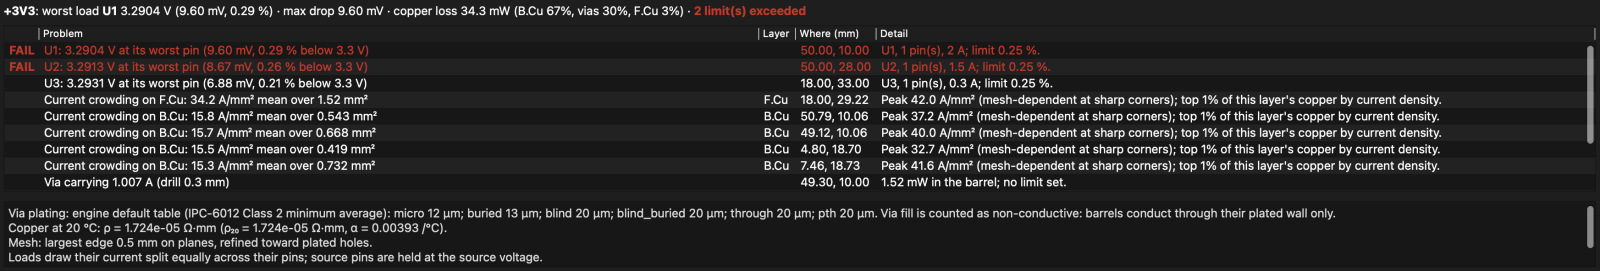 +3V3: worst load U1 3.2904 V (9.60 mV, 0.29 %) · max drop 9.60 mV · copper loss 34.3 mW (B.Cu 67%, vias 30%, F.Cu 3%) · 2 limit(s) exceeded
Problem Layer Where (mm) Detail
FAIL U1: 3.2904 V at its worst pin (9.60 mV, 0.29 % below 3.3 V) 50.00, 10.00 U1, 1 pin(s), 2 A; limit 0.25 %.
FAIL U2: 3.2913 V at its worst pin (8.67 mV, 0.26 % below 3.3 V) 50.00, 28.00 U2, 1 pin(s), 1.5 A; limit 0.25 %.
U3: 3.2931 V at its worst pin (6.88 mV, 0.21 % below 3.3 V) 18.00, 33.00 U3, 1 pin(s), 0.3 A; limit 0.25 %.
Current crowding on F.Cu: 34.2 A/mm² mean over 1.52 mm² F.Cu 18.00, 29.22 Peak 42.0 A/mm² (mesh-dependent at sharp corners); top 1% of this layer's copper by current density.
Current crowding on B.Cu: 15.8 A/mm² mean over 0.543 mm² B.Cu 50.79, 10.06 Peak 37.2 A/mm² (mesh-dependent at sharp corners); top 1% of this layer's copper by current density.
Current crowding on B.Cu: 15.7 A/mm² mean over 0.668 mm² B.Cu 49.12, 10.06 Peak 40.0 A/mm² (mesh-dependent at sharp corners); top 1% of this layer's copper by current density.
Current crowding on B.Cu: 15.5 A/mm² mean over 0.419 mm² B.Cu 4.80, 18.70 Peak 32.7 A/mm² (mesh-dependent at sharp corners); top 1% of this layer's copper by current density.
Current crowding on B.Cu: 15.3 A/mm² mean over 0.732 mm² B.Cu 7.46, 18.73 Peak 41.6 A/mm² (mesh-dependent at sharp corners); top 1% of this layer's copper by current density.
Via carrying 1.007 A (drill 0.3 mm) 49.30, 10.00 1.52 mW in the barrel; no limit set.
Via plating: engine default table (IPC-6012 Class 2 minimum average): micro 12 µm; buried 13 µm; blind 20 µm; blind_buried 20 µm; through 20 µm; pth 20 µm. Via fill is counted as non-conductive: barrels conduct through their plated wall only.
Copper at 20 °C: ρ = 1.724e-05 Ω·mm (ρ₂₀ = 1.724e-05 Ω·mm, α = 0.00393 /°C).
Mesh: largest edge 0.5 mm on planes, refined toward plated holes.
Loads draw their current split equally across their pins; source pins are held at the source voltage.